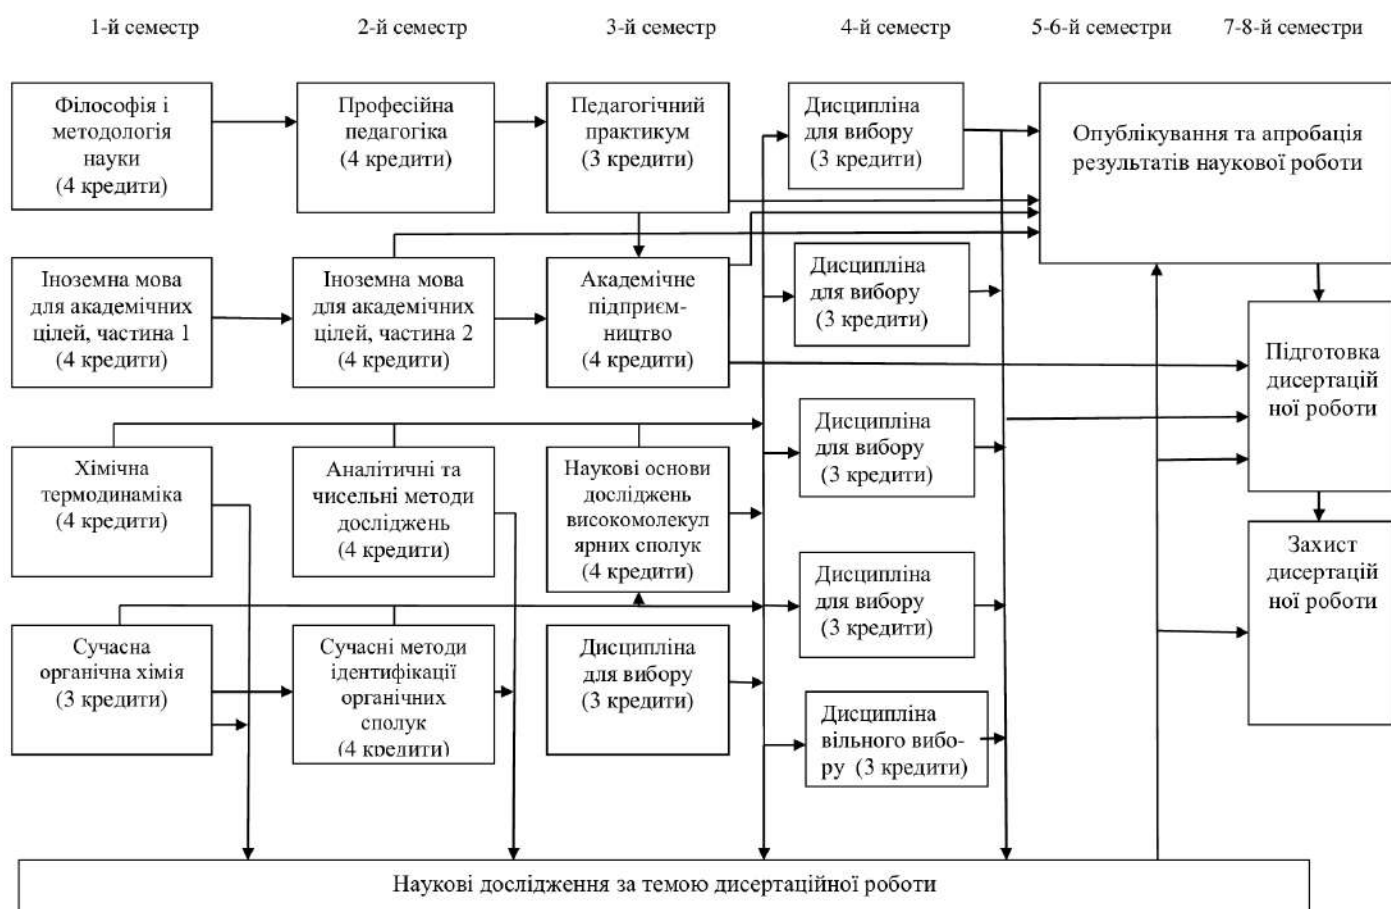 1-й семестр
2-й семестр
3-й семестр
4-й семестр
5-6-й семестри
7-8-й семестри
Філософія і
методологія
науки
(4 кредити)
Професійна
педагогіка
(4 кредити)
Педагогічний
практикум
(3 кредити)
Дисципліна
для вибору
(3 кредити)
Опублікування та апробація
результатів наукової роботи
Іноземна мова
для академічних
цілей, частина 1
(4 кредити)
Іноземна мова
для академічних
цілей, частина 2
(4 кредити)
Академічне
підприєм-
ництво
(4 кредити)
Дисципліна
для вибору
(3 кредити)
Підготовка
дисертацій
ної роботи
Хімічна
термодинаміка
(4 кредити)
Аналітичні та
чисельні методи
досліджень
(4 кредити)
Наукові основи
досліджень
високомолекул
ярних сполук
(4 кредити)
Дисципліна
для вибору
(3 кредити)
Захист
дисертацій
ної роботи
Сучасна
органічна хімія
(3 кредити)
Сучасні методи
ідентифікації
органічних
сполук
(4 кредити)
Дисципліна
для вибору
(3 кредити)
Дисципліна
для вибору
(3 кредити)
Дисципліна
вільного вибо-
ру (3 кредити)
Наукові дослідження за темою дисертаційної роботи